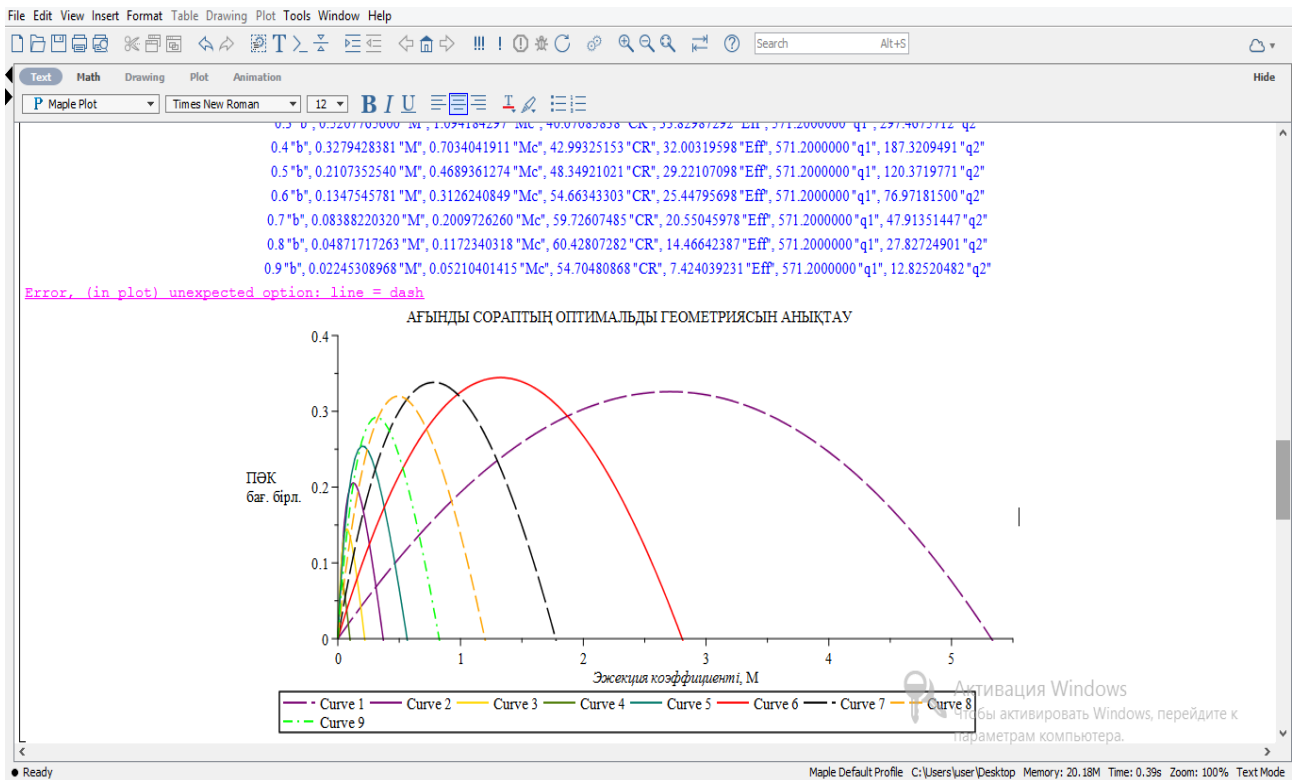 File Edit View Insert Format Table Drawing Plot Tools Window Help
Search Alt+S
Text Math Drawing Plot Animation Hide
P Maple Plot Times New Roman 12 B I U
0.4 "b", 0.3279428381 "M", 0.7034041911 "Mc", 42.99325153 "CR", 32.00319598 "Eff", 571.2000000 "q1", 187.3209491 "q2"
0.5 "b", 0.2107352540 "M", 0.4689361274 "Mc", 48.34921021 "CR", 29.22107098 "Eff", 571.2000000 "q1", 120.3719771 "q2"
0.6 "b", 0.1347545781 "M", 0.3126240849 "Mc", 54.66343303 "CR", 25.44795698 "Eff", 571.2000000 "q1", 76.97181500 "q2"
0.7 "b", 0.08388220320 "M", 0.2009726260 "Mc", 59.72607485 "CR", 20.55045978 "Eff", 571.2000000 "q1", 47.91351447 "q2"
0.8 "b", 0.04871717263 "M", 0.1172340318 "Mc", 60.42807282 "CR", 14.46642387 "Eff", 571.2000000 "q1", 27.82724901 "q2"
0.9 "b", 0.02245308968 "M", 0.05210401415 "Mc", 54.70480868 "CR", 7.424039231 "Eff", 571.2000000 "q1", 12.82520482 "q2"
Error, (in plot) unexpected option: line = dash
АҒЫНДЫ СОРАПТЫҢ ОПТИМАЛЬДЫ ГЕОМЕТРИЯСЫН АНЫҚТАУ
0.4
0.3
ПӘК
бағ. бірл.
0.2
0.1
0
0 1 2 3 4 5
Эжекция коэффициенті, M
Curve 1 Curve 2 Curve 3 Curve 4 Curve 5 Curve 6 Curve 7 Curve 8
Curve 9
Активация Windows
Чтобы активировать Windows, перейдите к
параметрам компьютера.
Ready Maple Default Profile C:\Users\user\Desktop Memory: 20.18M Time: 0.39s Zoom: 100% Text Mode